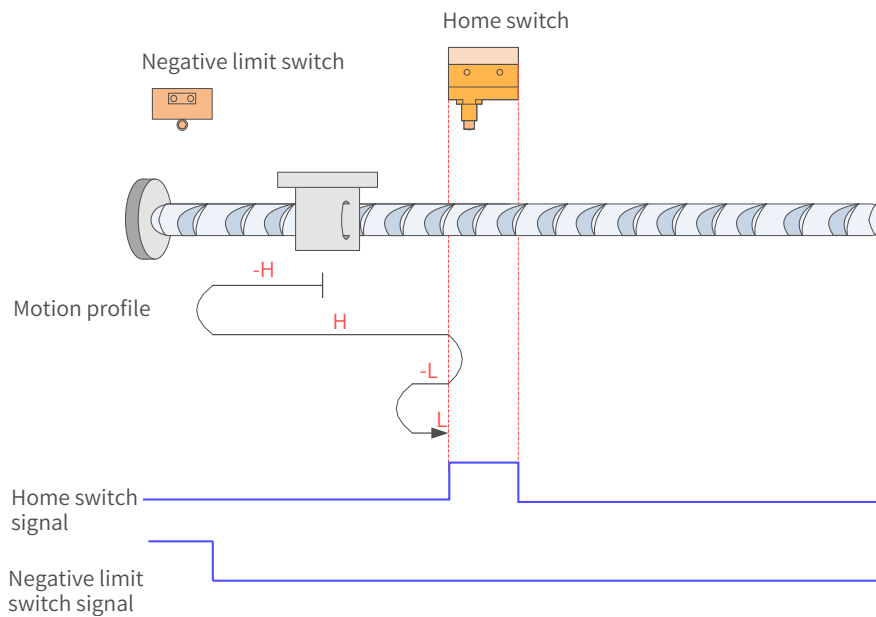 Home switch
Negative limit switch
-H
Motion profile
H
-L
L
Home switch
signal
Negative limit
switch signal